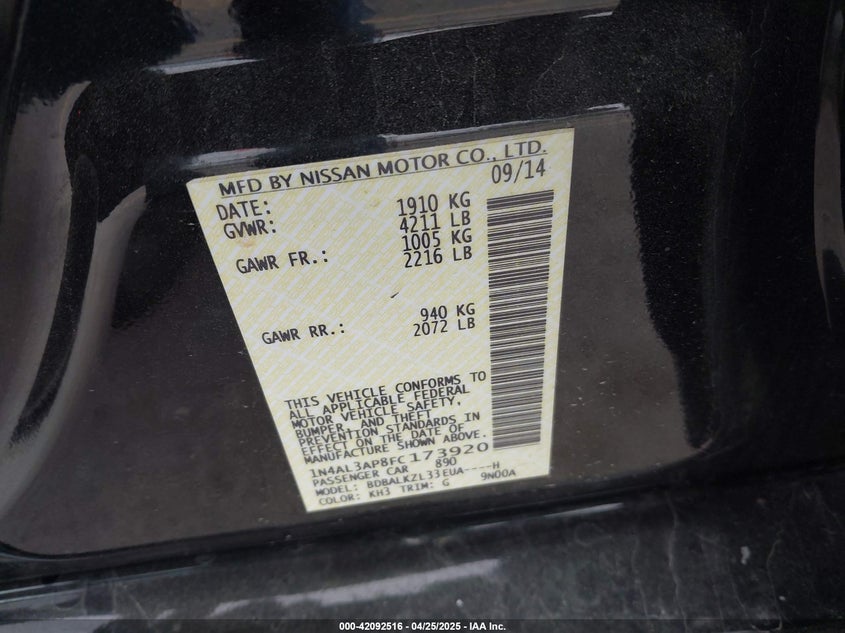 MFD BY NISSAN MOTOR CO., LTD.
DATE: 09/14
GVWR: 1910 KG
4211 LB
GAWR FR.: 1005 KG
2216 LB
GAWR RR.: 940 KG
2072 LB
THIS VEHICLE CONFORMS TO
ALL APPLICABLE FEDERAL
MOTOR VEHICLE SAFETY,
BUMPER, AND THEFT
PREVENTION STANDARDS IN
EFFECT ON THE DATE OF
MANUFACTURE SHOWN ABOVE.
1N4AL3AP8FC173920
PASSENGER CAR 890
MODEL: BDBALKZL33EUA----H
COLOR: KH3 TRIM: G 9N00A
000-42092516 - 04/25/2025 - IAA Inc.